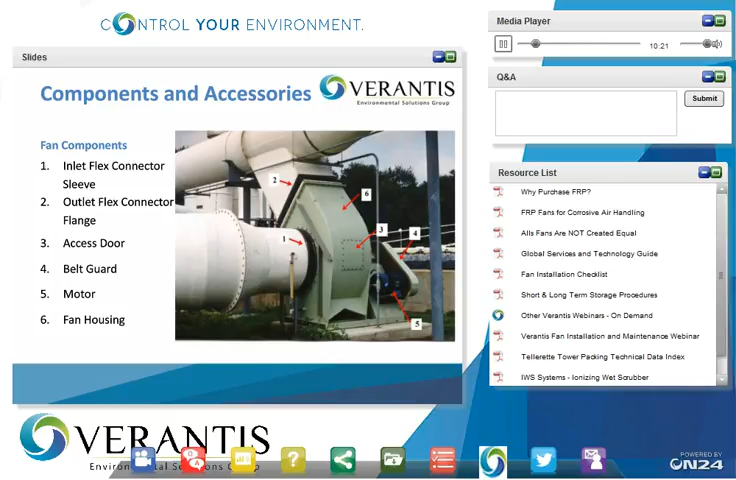 CONTROL YOUR ENVIRONMENT.
Slides
Components and Accessories
VERANTIS
Environmental Solutions Group
Fan Components
1. Inlet Flex Connector
Sleeve
2. Outlet Flex Connector
Flange
3. Access Door
4. Belt Guard
5. Motor
6. Fan Housing
2
6
3
1
4
5
Media Player
10:21
Q&A
Submit
Resource List
Why Purchase FRP?
FRP Fans for Corrosive Air Handling
Alls Fans Are NOT Created Equal
Global Services and Technology Guide
Fan Installation Checklist
Short & Long Term Storage Procedures
Other Verantis Webinars - On Demand
Verantis Fan Installation and Maintenance Webinar
Tellerette Tower Packing Technical Data Index
IWS Systems - Ionizing Wet Scrubber
VERANTIS
Environmental Solutions Group
Q
A
?
POWERED BY
ON24